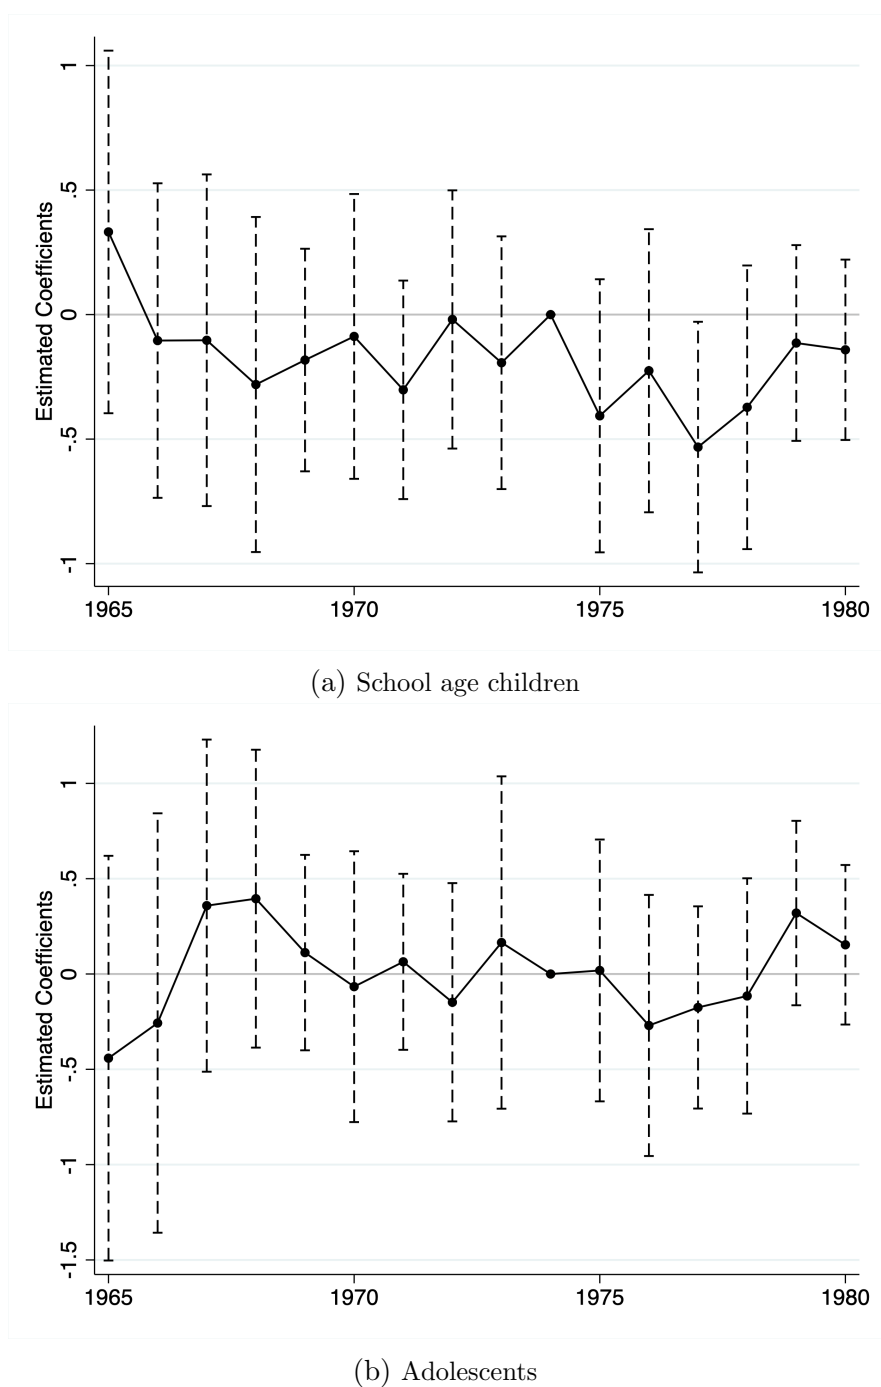 1
.5
0
-.5
-1
Estimated Coefficients
1965 1970 1975 1980
(a) School age children
1
.5
0
-.5
-1
-1.5
Estimated Coefficients
1965 1970 1975 1980
(b) Adolescents